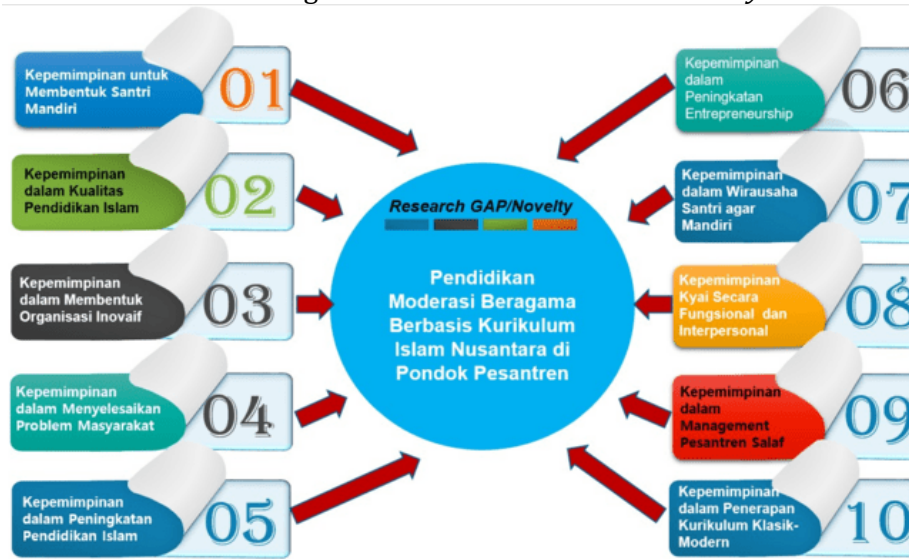 Kepemimpinan untuk
Membentuk Santri
Mandiri
01
Kepemimpinan
dalam Kualitas
Pendidikan Islam
02
Kepemimpinan
dalam Membentuk
Organisasi Inovaif
03
Kepemimpinan
dalam Menyelesaikan
Problem Masyarakat
04
Kepemimpinan
dalam Peningkatan
Pendidikan Islam
05
Research GAP/Novelty
Pendidikan
Moderasi Beragama
Berbasis Kurikulum
Islam Nusantara di
Pondok Pesantren
Kepemimpinan
dalam
Peningkatan
Entrepreneurship
06
Kepemimpinan
dalam Wirausaha
Santri agar
Mandiri
07
Kepemimpinan
Kyai Secara
Fungsional dan
Interpersonal
08
Kepemimpinan
dalam
Management
Pesantren Salaf
09
Kepemimpinan
dalam Penerapan
Kurikulum Klasik-
Modern
10